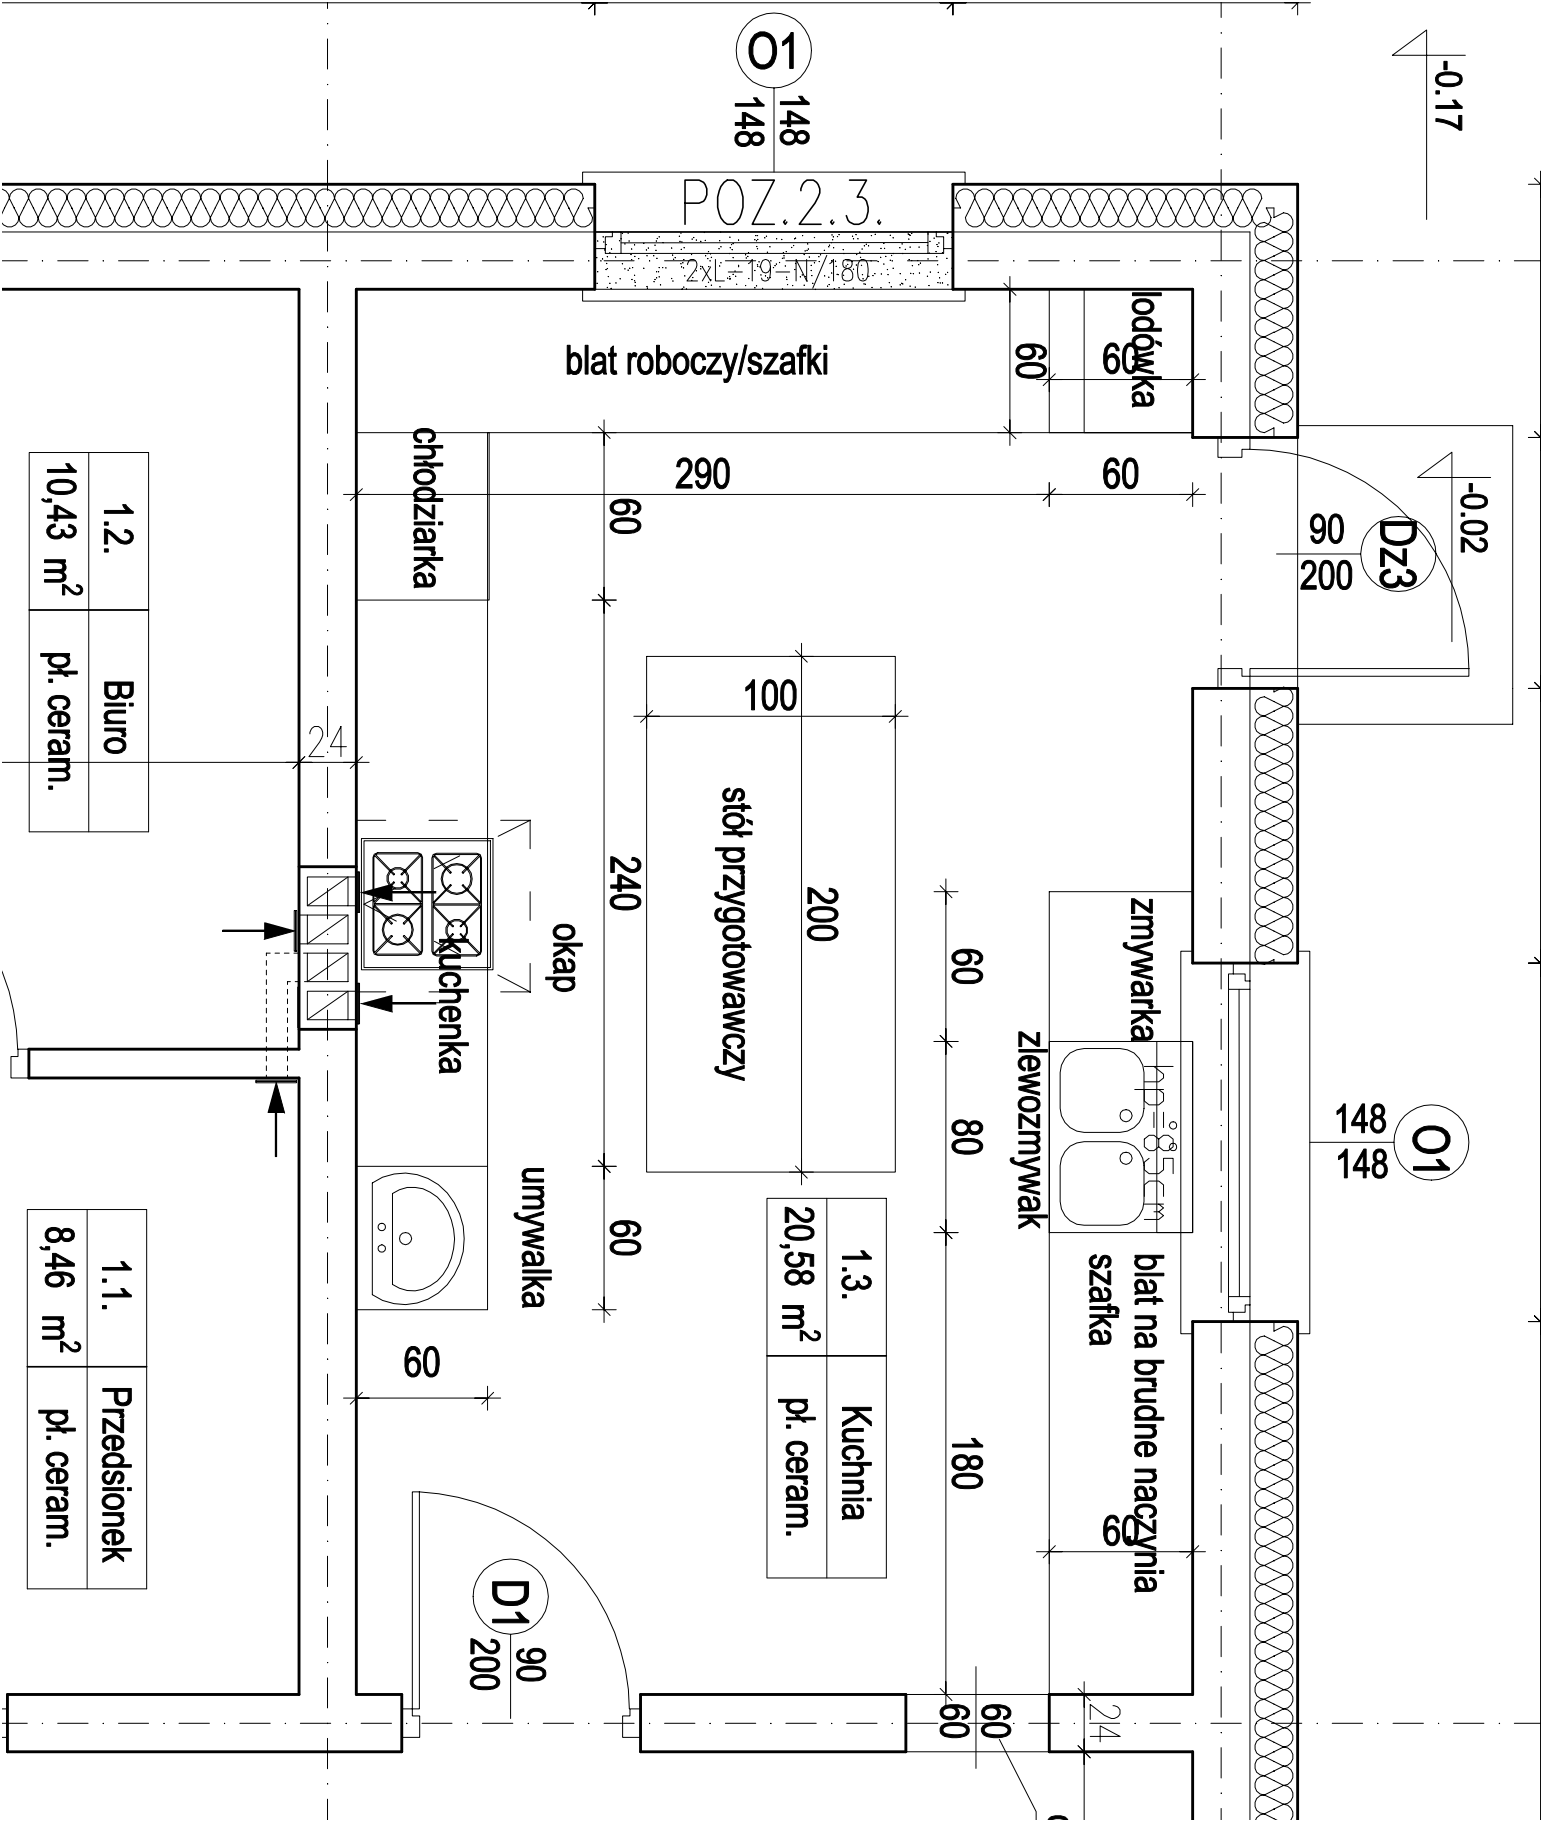 O1
148
148
-0.17
POZ.2.3.
2xL-19-N/180
lodówka
60
60
blat roboczy/szafki
chłodziarka
290
60
60
-0.02
Dz3
90
200
1.2.
Biuro
10,43 m²
pł. ceram.
24
100
200
stół przygotowawczy
240
okap
kuchenka
60
zmywarka
80
zlewozmywak
O1
148
148
umywalka
60
60
1.3.
Kuchnia
20,58 m²
pł. ceram.
blat na brudne naczynia
szafka
180
60
1.1.
Przedsionek
8,46 m²
pł. ceram.
D1
90
200
60
60
24